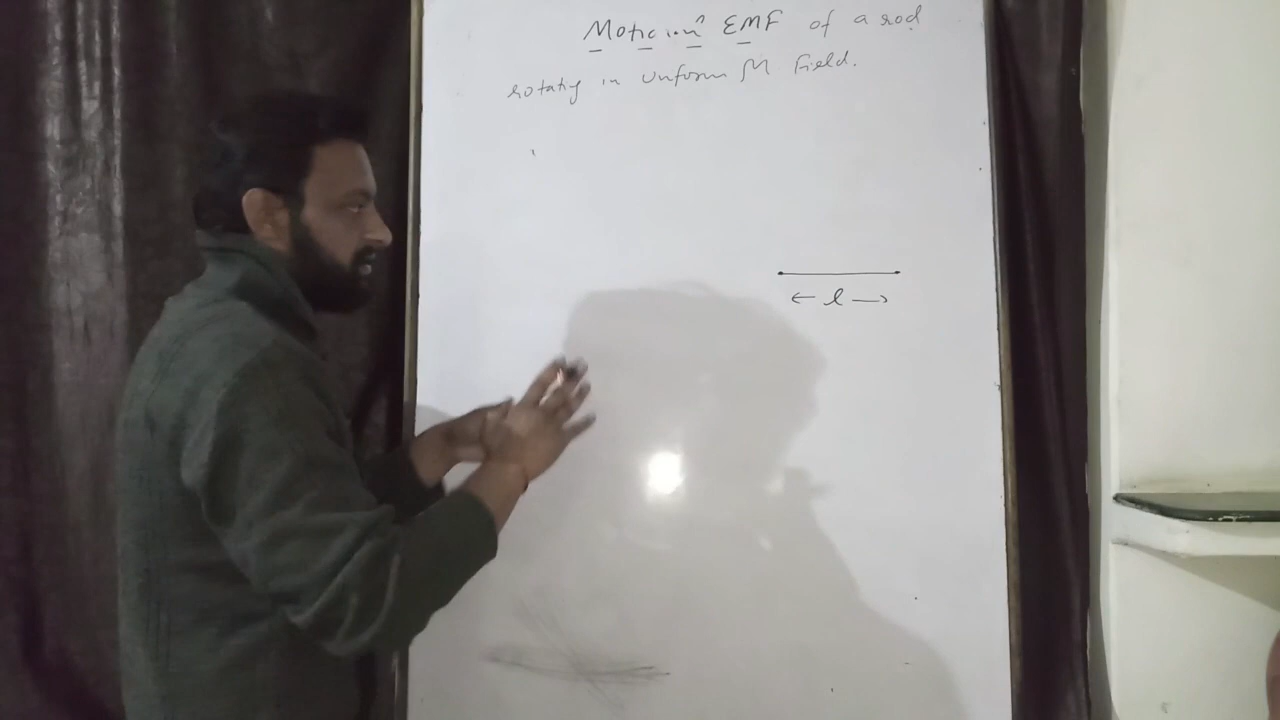 Motional EMF of a rod
rotating in Uniform M Field.
← l →